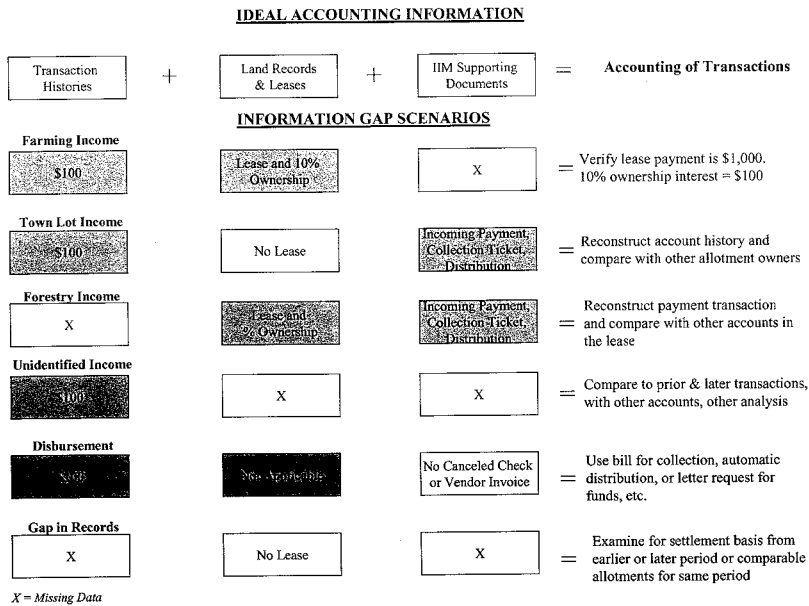 IDEAL ACCOUNTING INFORMATION
Transaction
Histories
+
Land Records
& Leases
+
IIM Supporting
Documents
=
Accounting of Transactions
INFORMATION GAP SCENARIOS
Farming Income
$100
Lease and 10%
Ownership
X
= Verify lease payment is $1,000.
10% ownership interest = $100
Town Lot Income
$100
No Lease
Incoming Payment,
Collection Ticket,
Distribution
= Reconstruct account history and
compare with other allotment owners
Forestry Income
X
Lease and
% Ownership
Incoming Payment,
Collection Ticket,
Distribution
= Reconstruct payment transaction
and compare with other accounts in
the lease
Unidentified Income
$100
X
X
= Compare to prior & later transactions,
with other accounts, other analysis
Disbursement
Not Applicable
No Canceled Check
or Vendor Invoice
= Use bill for collection, automatic
distribution, or letter request for
funds, etc.
Gap in Records
X
No Lease
X
= Examine for settlement basis from
earlier or later period or comparable
allotments for same period
X = Missing Data